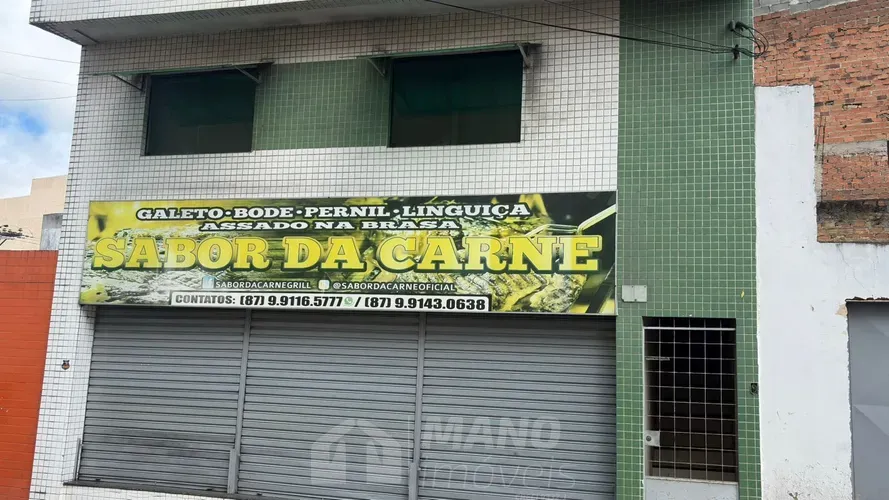 GALETO • BODE • PERNIL • LINGUIÇA
ASSADO NA BRASA
SABOR DA CARNE
SABORDACARNEGRILL @SABORDACARNEOFICIAL
CONTATOS: (87) 9.9116.5777 / (87) 9.9143.0638
MANO
imóveis